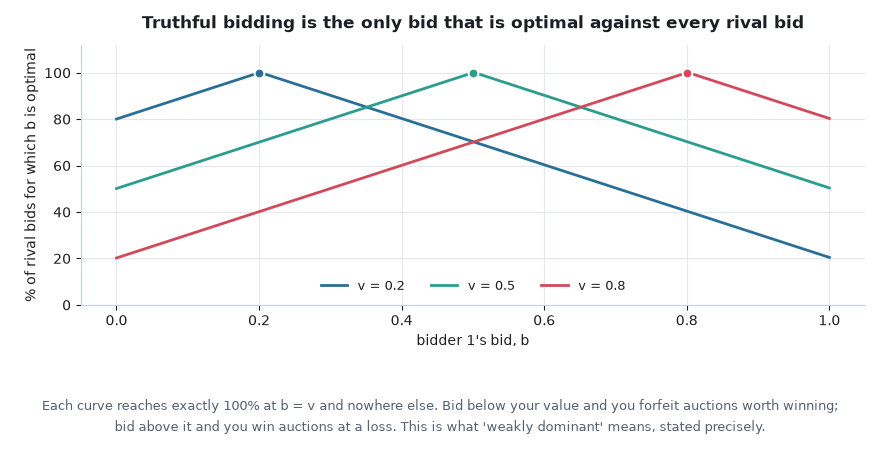 Truthful bidding is the only bid that is optimal against every rival bid
% of rival bids for which b is optimal
100
80
60
40
20
0
v = 0.2
v = 0.5
v = 0.8
0.0
0.2
0.4
0.6
0.8
1.0
bidder 1's bid, b
Each curve reaches exactly 100% at b = v and nowhere else. Bid below your value and you forfeit auctions worth winning;
bid above it and you win auctions at a loss. This is what 'weakly dominant' means, stated precisely.